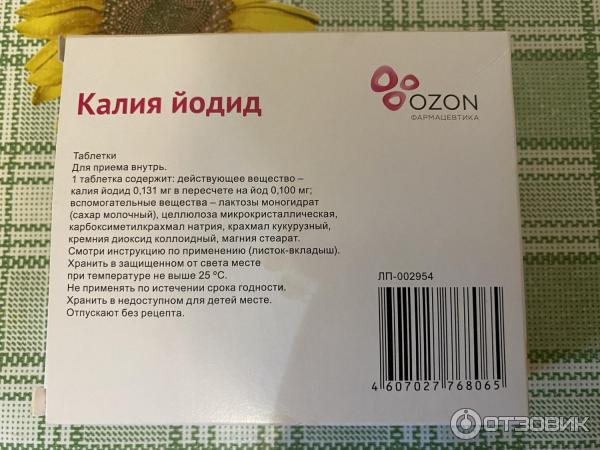 Калия йодид
OZON
ФАРМАЦЕВТИКА
Таблетки
Для приема внутрь.
1 таблетка содержит: действующее вещество –
калия йодид 0,131 мг в пересчете на йод 0,100 мг;
вспомогательные вещества – лактозы моногидрат
(сахар молочный), целлюлоза микрокристаллическая,
карбоксиметилкрахмал натрия, крахмал кукурузный,
кремния диоксид коллоидный, магния стеарат.
Смотри инструкцию по применению (листок-вкладыш).
Хранить в защищенном от света месте
при температуре не выше 25 ºС.
Не применять по истечении срока годности.
Хранить в недоступном для детей месте.
Отпускают без рецепта.
ЛП-002954
4 607027 768065
ОТЗОВИК